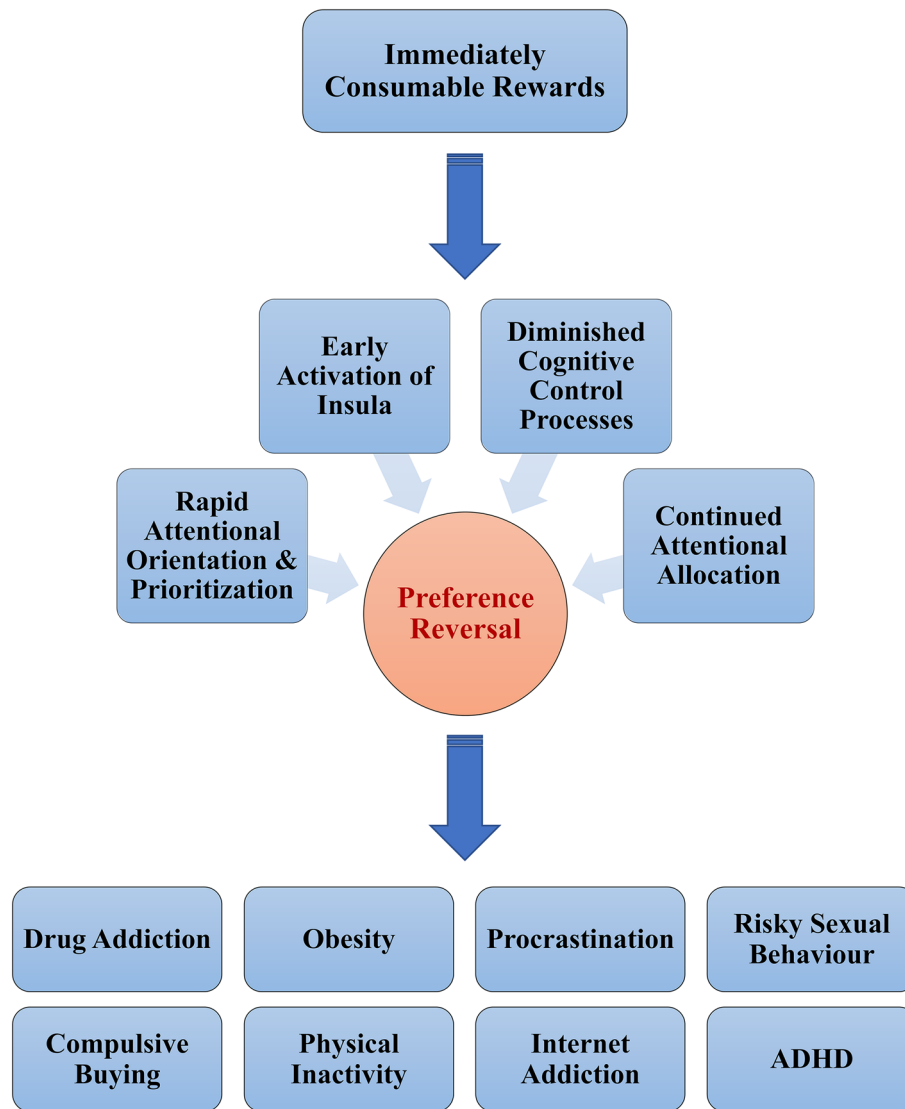 Immediately
Consumable Rewards
Early
Activation of
Insula
Diminished
Cognitive
Control
Processes
Rapid
Attentional
Orientation &
Prioritization
Continued
Attentional
Allocation
Preference
Reversal
Drug Addiction
Obesity
Procrastination
Risky Sexual
Behaviour
Compulsive
Buying
Physical
Inactivity
Internet
Addiction
ADHD